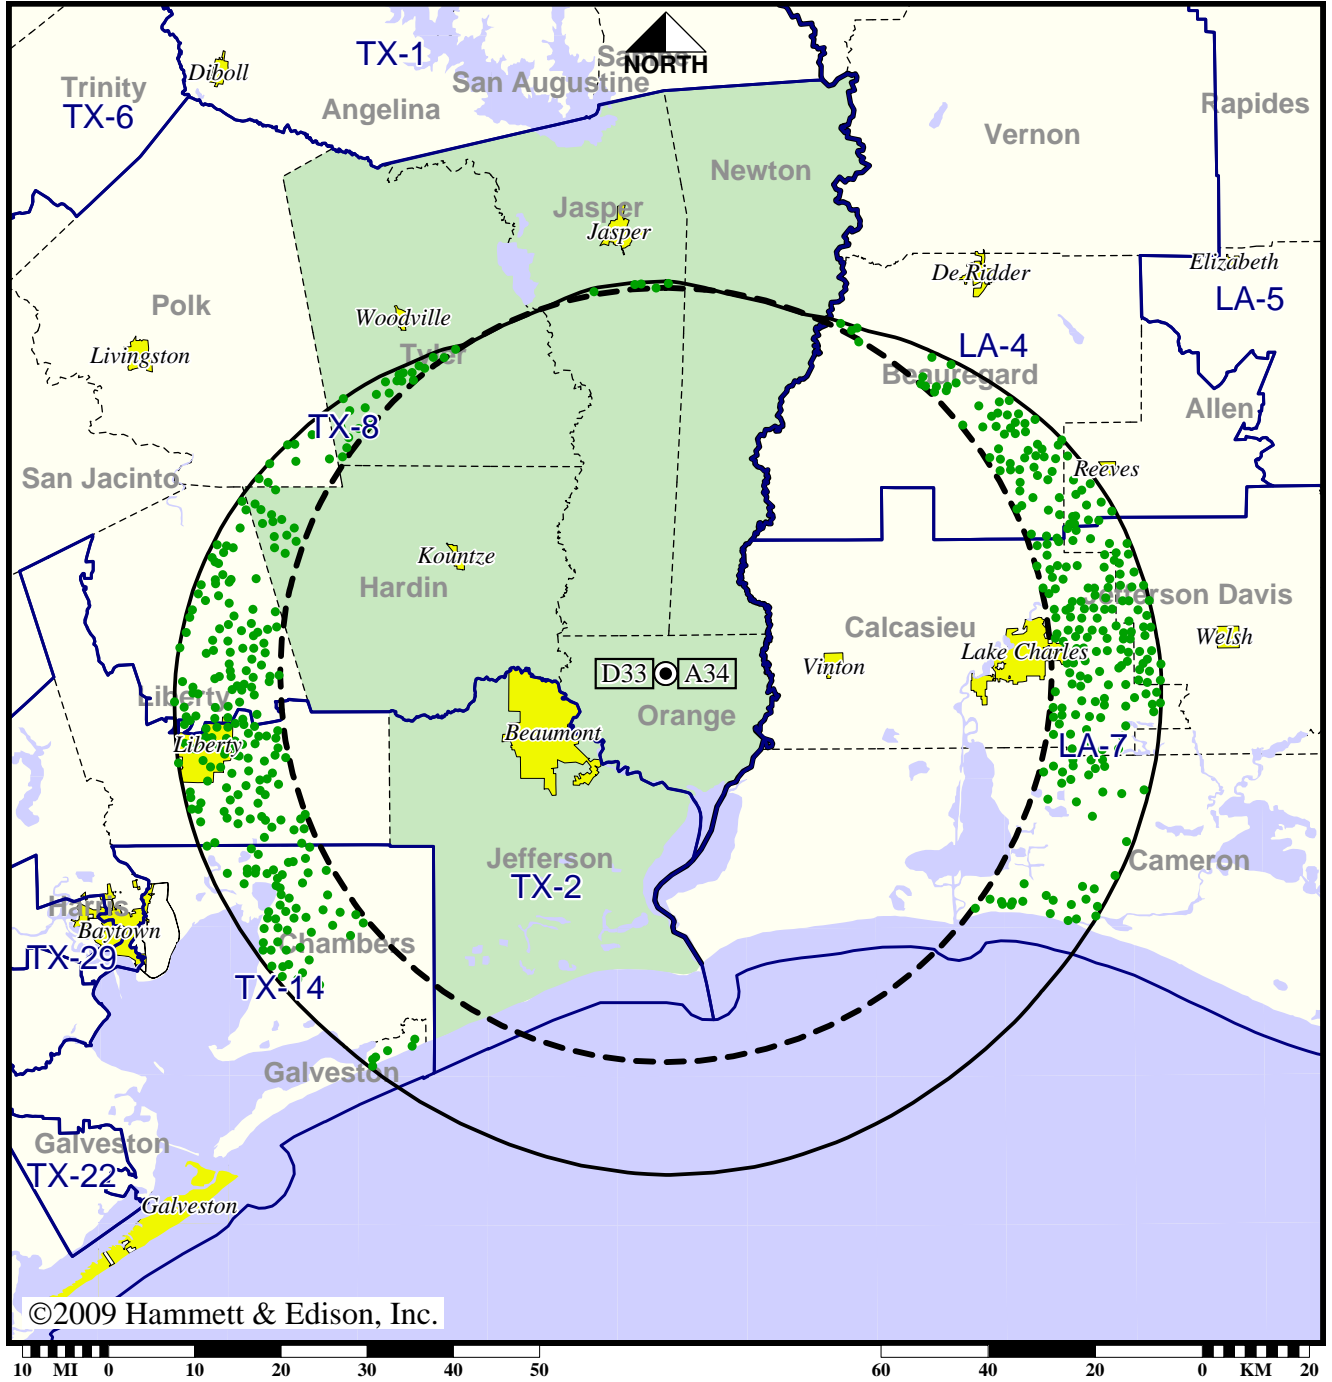 TX-1
Sabine
NORTH
Diboll
San Augustine
Trinity
TX-6
Angelina
Rapides
Vernon
Newton
Jasper
Jasper
De Ridder
Elizabeth
LA-5
Polk
Woodville
Livingston
Tyler
LA-4
Beauregard
Allen
TX-8
San Jacinto
Reeves
Kountze
Hardin
Jefferson Davis
Calcasieu
Welsh
Lake Charles
Vinton
D33 A34
Liberty
Orange
Liberty
Beaumont
LA-7
Jefferson
TX-2
Cameron
Harris
Baytown
Chambers
TX-29
TX-14
Galveston
Galveston
TX-22
Galveston
©2009 Hammett & Edison, Inc.
10 MI 0 10 20 30 40 50 60 40 20 0 KM 20